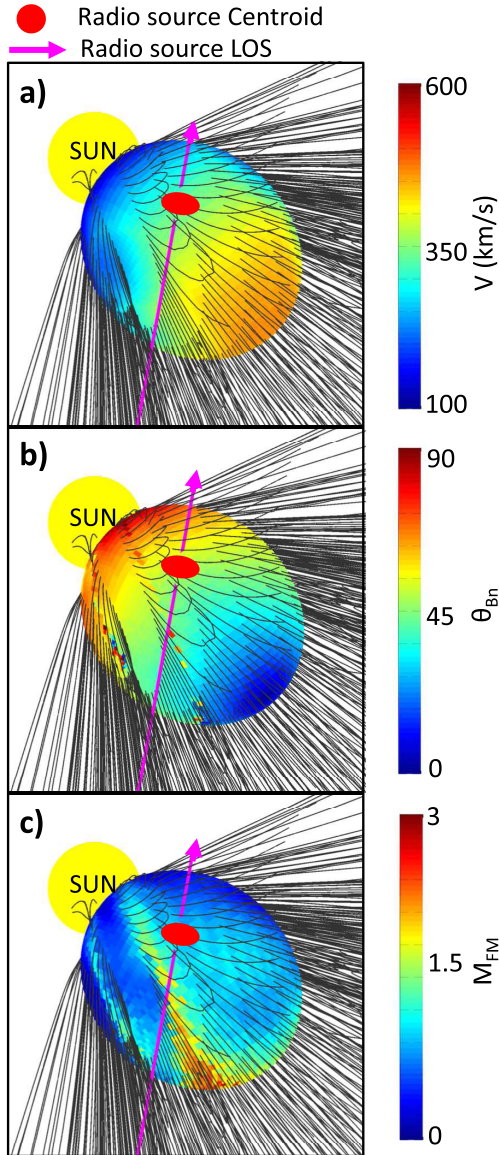 Radio source Centroid
Radio source LOS
a)
SUN
600
350
100
V (km/s)
b)
SUN
90
45
0
θBn
c)
SUN
3
1.5
0
MFM